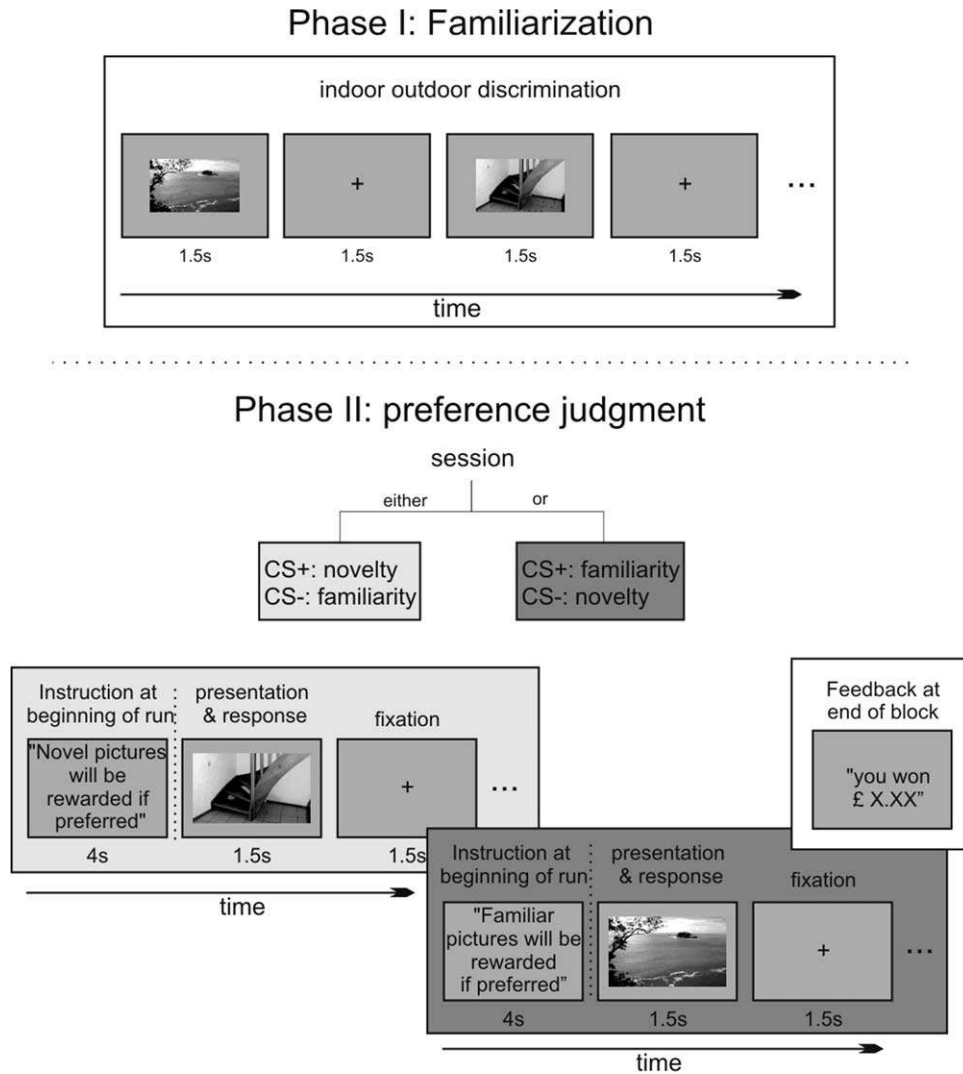 Phase I: Familiarization
indoor outdoor discrimination
+
+
...
1.5s
1.5s
1.5s
1.5s
time
Phase II: preference judgment
session
either
or
CS+: novelty
CS-: familiarity
CS+: familiarity
CS-: novelty
Instruction at
beginning of run
presentation
& response
fixation
"Novel pictures
will be
rewarded if
preferred"
+
...
4s
1.5s
1.5s
time
Feedback at
end of block
"you won
£ X.XX"
Instruction at
beginning of run
presentation
& response
fixation
"Familiar
pictures will be
rewarded
if preferred"
+
...
4s
1.5s
1.5s
time